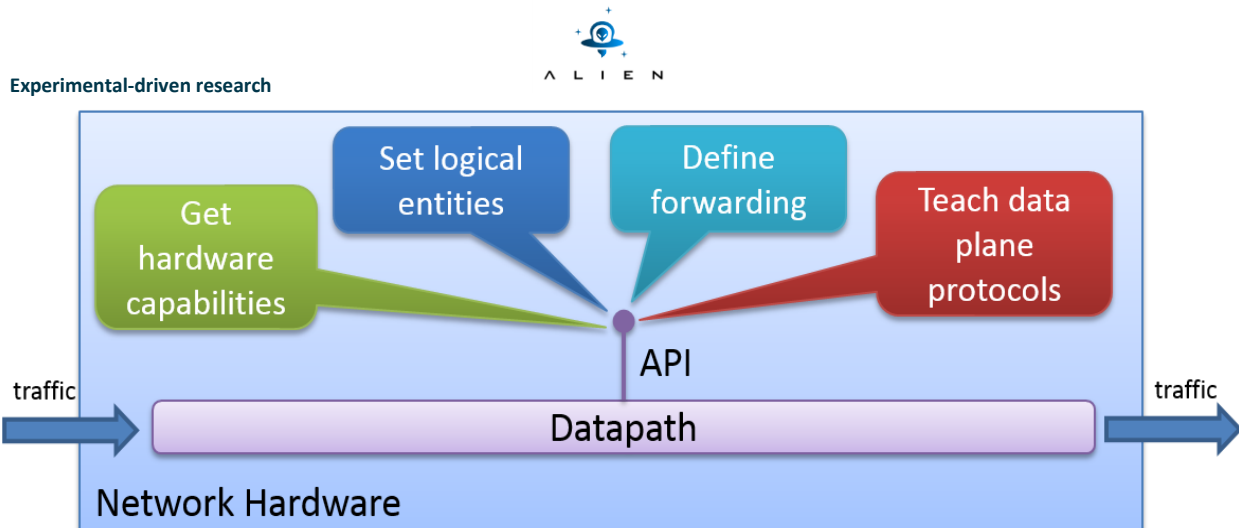 ALIEN
Experimental-driven research
Get
hardware
capabilities
Set logical
entities
Define
forwarding
Teach data
plane
protocols
API
traffic
traffic
Datapath
Network Hardware